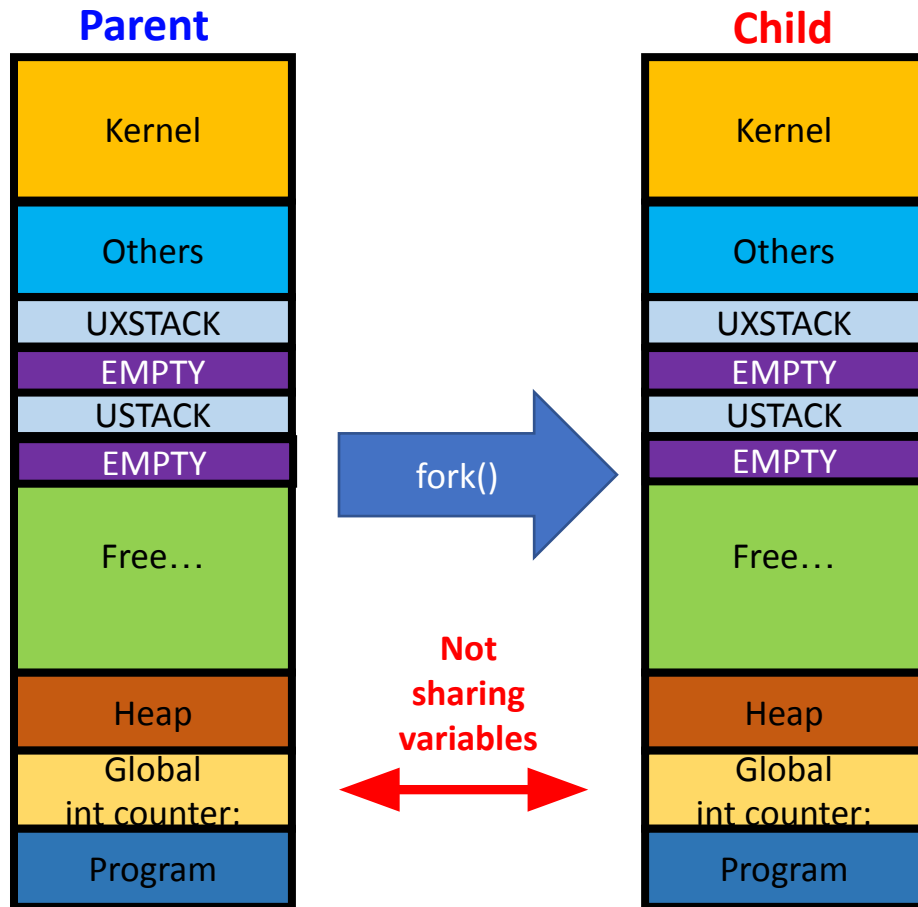 Parent
Kernel
Others
UXSTACK
EMPTY
USTACK
EMPTY
Free...
Heap
Global
int counter:
Program
fork()
Not
sharing
variables
Child
Kernel
Others
UXSTACK
EMPTY
USTACK
EMPTY
Free...
Heap
Global
int counter:
Program